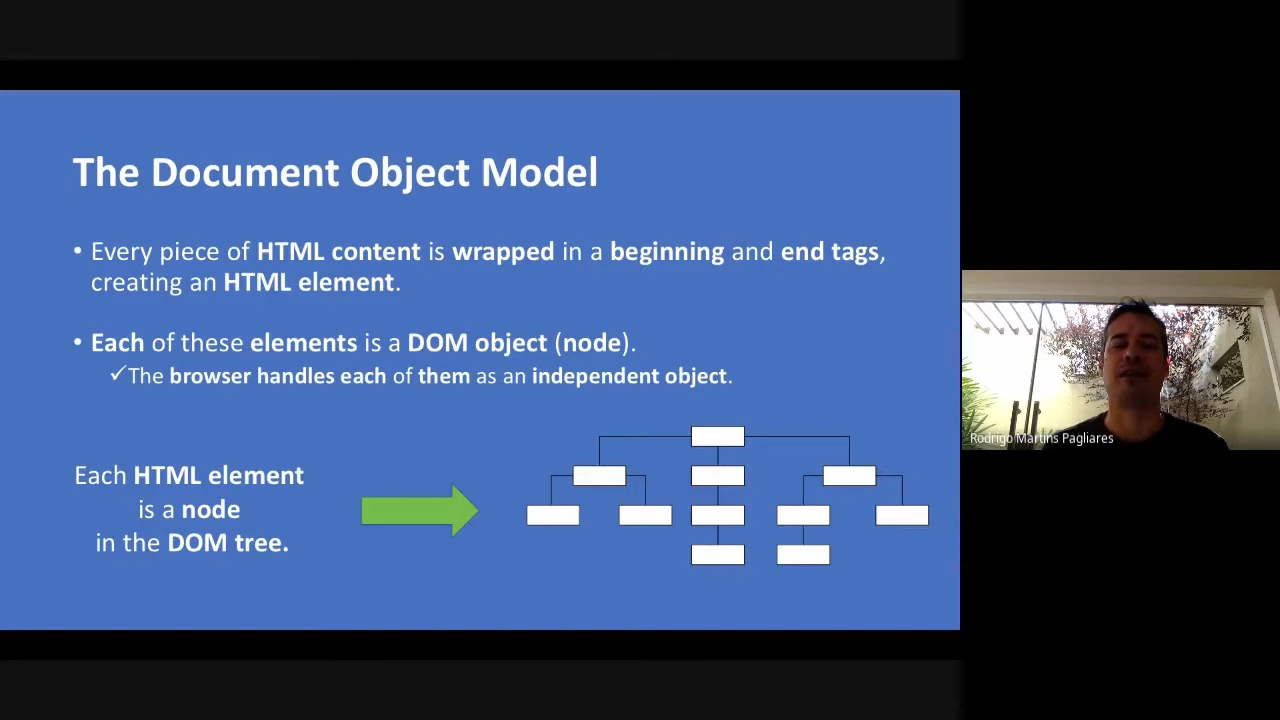 The Document Object Model
• Every piece of HTML content is wrapped in a beginning and end tags,
creating an HTML element.
• Each of these elements is a DOM object (node).
✓The browser handles each of them as an independent object.
Each HTML element
is a node
in the DOM tree.
Rodrigo Martins Pagliares